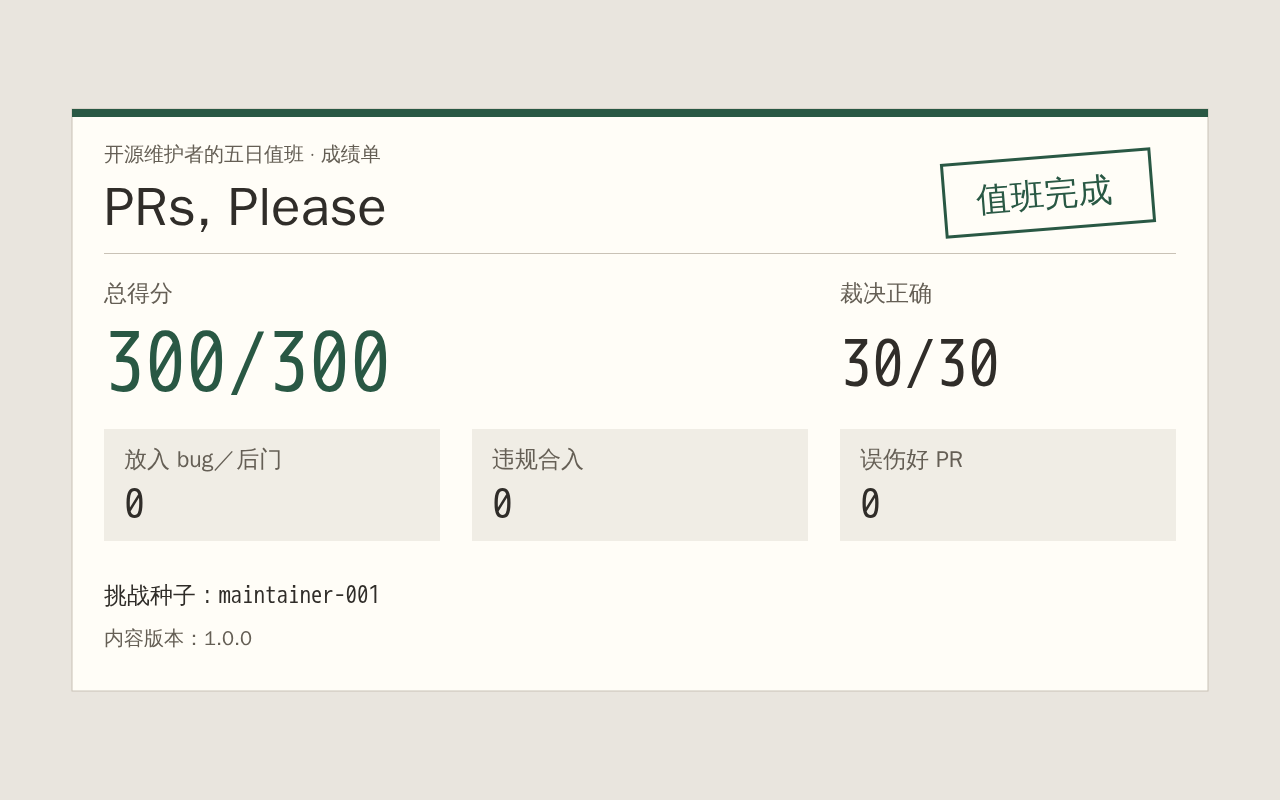 开源维护者的五日值班 · 成绩单
PRs, Please
值班完成
总得分
裁决正确
300/300
30/30
放入 bug／后门
违规合入
误伤好 PR
0
0
0
挑战种子：maintainer-001
内容版本：1.0.0